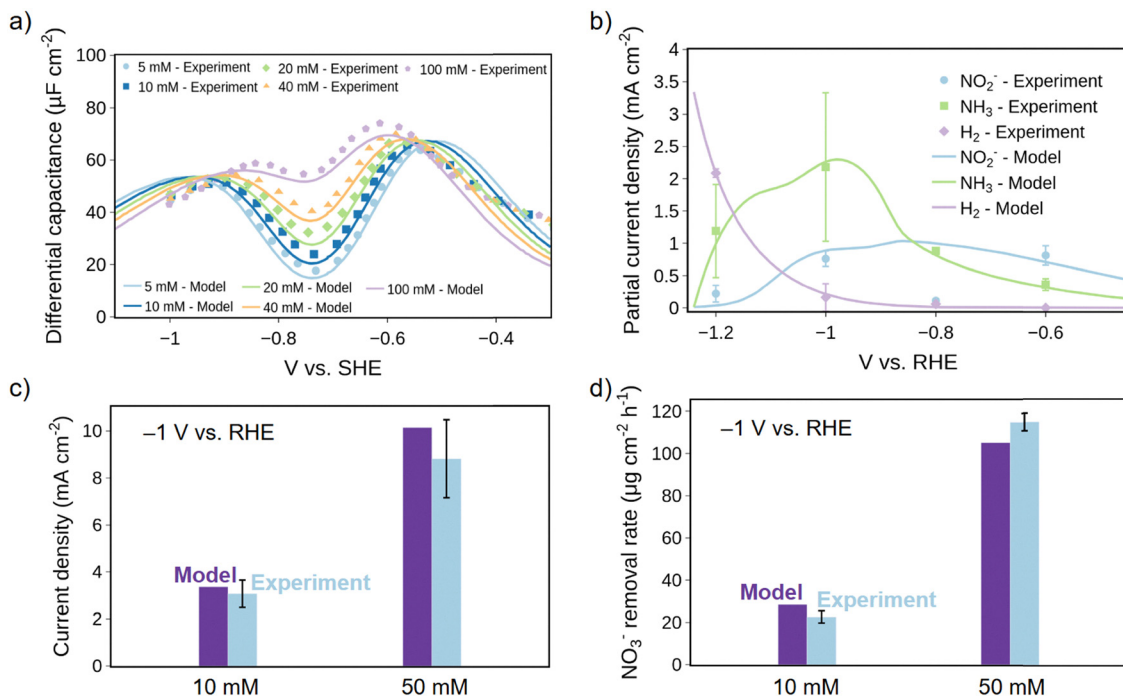 a)
Differential capacitance (µF cm⁻²)
100
80
60
40
20
0
5 mM - Experiment
20 mM - Experiment
100 mM - Experiment
10 mM - Experiment
40 mM - Experiment
5 mM - Model
20 mM - Model
100 mM - Model
10 mM - Model
40 mM - Model
−1
−0.8
−0.6
−0.4
V vs. SHE
b)
Partial current density (mA cm⁻²)
4
3.5
3
2.5
2
1.5
1
0.5
0
NO₂⁻ - Experiment
NH₃ - Experiment
H₂ - Experiment
NO₂⁻ - Model
NH₃ - Model
H₂ - Model
−1.2
−1
−0.8
−0.6
V vs. RHE
c)
Current density (mA cm⁻²)
10
8
6
4
2
0
–1 V vs. RHE
Model
Experiment
10 mM
50 mM
d)
NO₃⁻ removal rate (µg cm⁻² h⁻¹)
120
100
80
60
40
20
0
–1 V vs. RHE
Model
Experiment
10 mM
50 mM